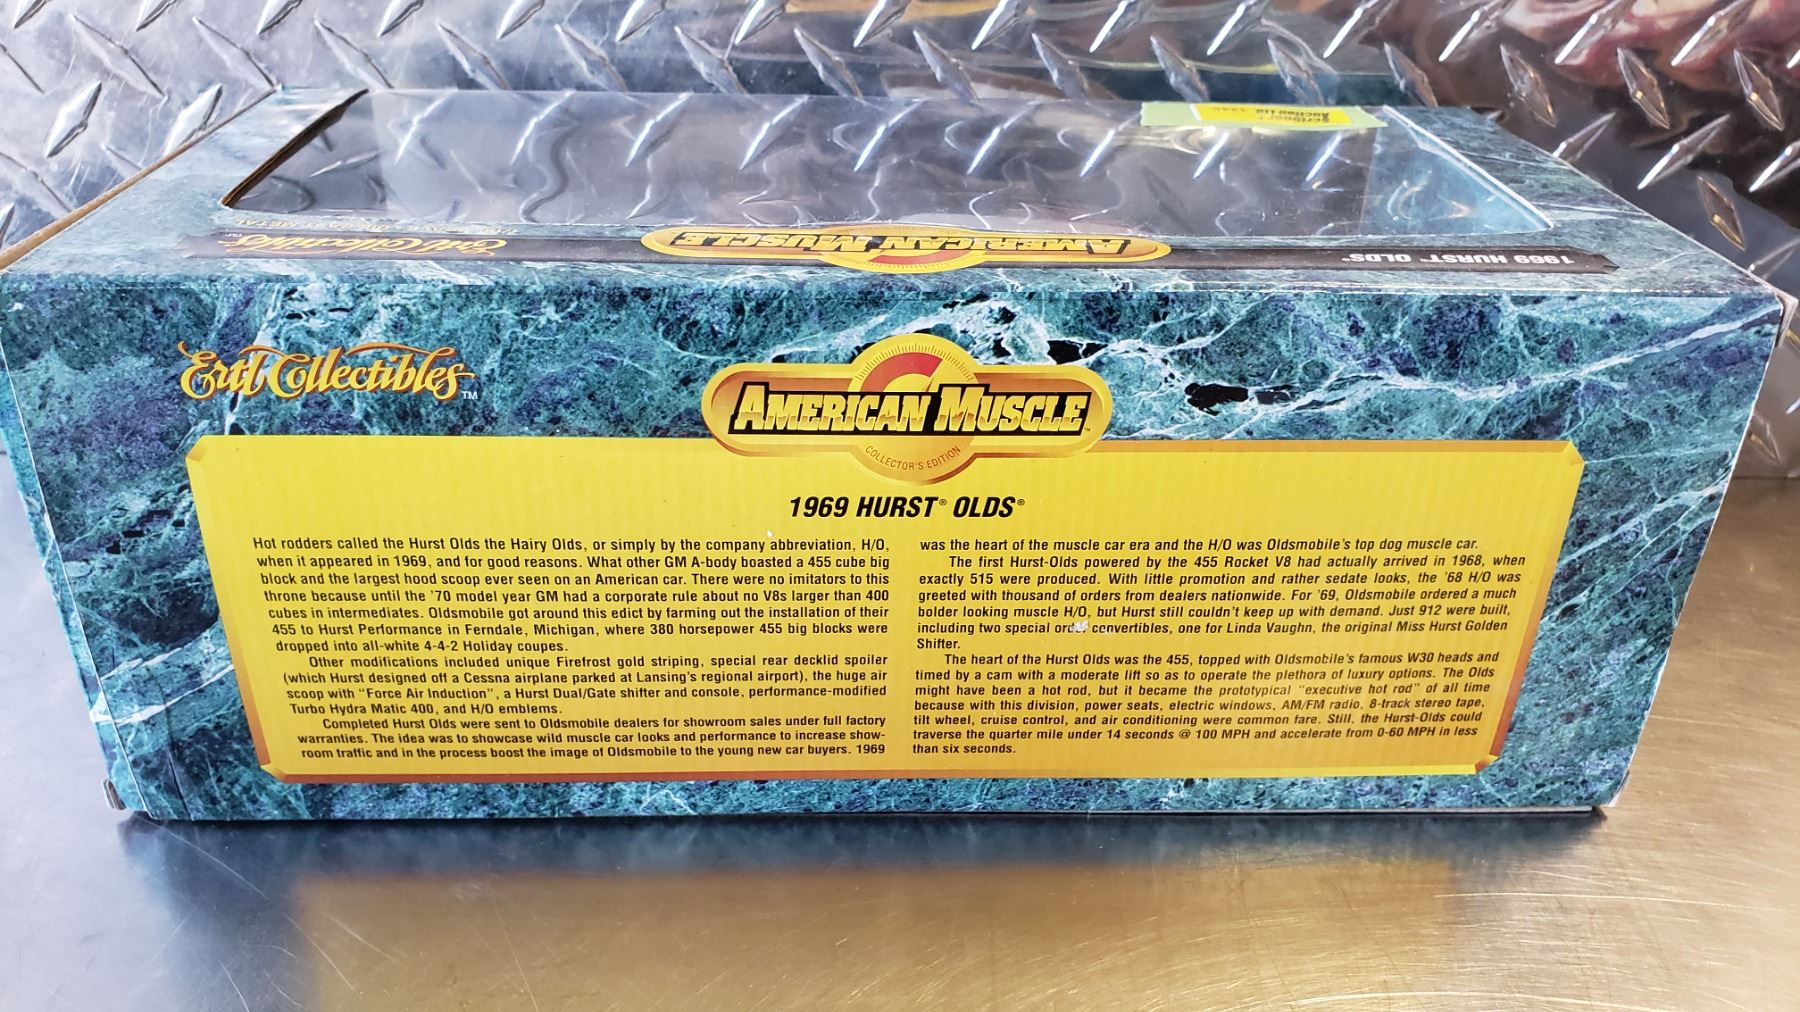 Scribner
Auction Ltd
1969 HURST® OLDS®
AMERICAN MUSCLE
Ertl Collectibles™
Ertl Collectibles™
AMERICAN MUSCLE™
COLLECTOR'S EDITION
1969 HURST® OLDS®
Hot rodders called the Hurst Olds the Hairy Olds, or simply by the company abbreviation, H/O,
when it appeared in 1969, and for good reasons. What other GM A-body boasted a 455 cube big
block and the largest hood scoop ever seen on an American car. There were no imitators to this
throne because until the '70 model year GM had a corporate rule about no V8s larger than 400
cubes in intermediates. Oldsmobile got around this edict by farming out the installation of their
455 to Hurst Performance in Ferndale, Michigan, where 380 horsepower 455 big blocks were
dropped into all-white 4-4-2 Holiday coupes.
Other modifications included unique Firefrost gold striping, special rear decklid spoiler
(which Hurst designed off a Cessna airplane parked at Lansing's regional airport), the huge air
scoop with "Force Air Induction", a Hurst Dual/Gate shifter and console, performance-modified
Turbo Hydra Matic 400, and H/O emblems.
Completed Hurst Olds were sent to Oldsmobile dealers for showroom sales under full factory
warranties. The idea was to showcase wild muscle car looks and performance to increase show-
room traffic and in the process boost the image of Oldsmobile to the young new car buyers. 1969
was the heart of the muscle car era and the H/O was Oldsmobile's top dog muscle car.
The first Hurst-Olds powered by the 455 Rocket V8 had actually arrived in 1968, when
exactly 515 were produced. With little promotion and rather sedate looks, the '68 H/O was
greeted with thousand of orders from dealers nationwide. For '69, Oldsmobile ordered a much
bolder looking muscle H/O, but Hurst still couldn't keep up with demand. Just 912 were built,
including two special order convertibles, one for Linda Vaughn, the original Miss Hurst Golden
Shifter.
The heart of the Hurst Olds was the 455, topped with Oldsmobile's famous W30 heads and
timed by a cam with a moderate lift so as to operate the plethora of luxury options. The Olds
might have been a hot rod, but it became the prototypical "executive hot rod" of all time
because with this division, power seats, electric windows, AM/FM radio, 8-track stereo tape,
tilt wheel, cruise control, and air conditioning were common fare. Still, the Hurst-Olds could
traverse the quarter mile under 14 seconds @ 100 MPH and accelerate from 0-60 MPH in less
than six seconds.